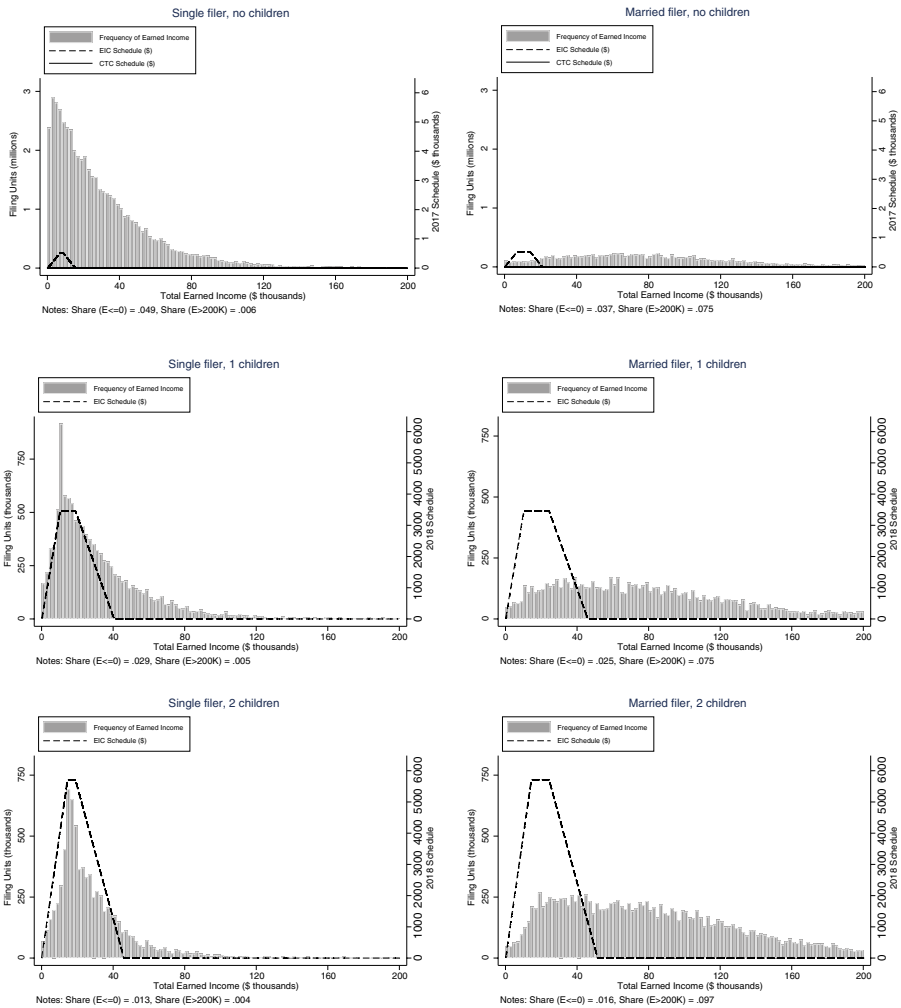 Single filer, no children
Frequency of Earned Income
EIC Schedule ($)
CTC Schedule ($)
Filing Units (millions)
0
1
2
3
2017 Schedule ($ thousands)
0
1
2
3
4
5
6
0
40
80
120
160
200
Total Earned Income ($ thousands)
Notes: Share (E<=0) = .049, Share (E>200K) = .006
Married filer, no children
Frequency of Earned Income
EIC Schedule ($)
CTC Schedule ($)
Filing Units (millions)
0
1
2
3
2017 Schedule ($ thousands)
0
1
2
3
4
5
6
0
40
80
120
160
200
Total Earned Income ($ thousands)
Notes: Share (E<=0) = .037, Share (E>200K) = .075
Single filer, 1 children
Frequency of Earned Income
EIC Schedule ($)
Filing Units (thousands)
0
250
500
750
2018 Schedule
0
1000
2000
3000
4000
5000
6000
0
40
80
120
160
200
Total Earned Income ($ thousands)
Notes: Share (E<=0) = .029, Share (E>200K) = .005
Married filer, 1 children
Frequency of Earned Income
EIC Schedule ($)
Filing Units (thousands)
0
250
500
750
2018 Schedule
0
1000
2000
3000
4000
5000
6000
0
40
80
120
160
200
Total Earned Income ($ thousands)
Notes: Share (E<=0) = .025, Share (E>200K) = .075
Single filer, 2 children
Frequency of Earned Income
EIC Schedule ($)
Filing Units (thousands)
0
250
500
750
2018 Schedule
0
1000
2000
3000
4000
5000
6000
0
40
80
120
160
200
Total Earned Income ($ thousands)
Notes: Share (E<=0) = .013, Share (E>200K) = .004
Married filer, 2 children
Frequency of Earned Income
EIC Schedule ($)
Filing Units (thousands)
0
250
500
750
2018 Schedule
0
1000
2000
3000
4000
5000
6000
0
40
80
120
160
200
Total Earned Income ($ thousands)
Notes: Share (E<=0) = .016, Share (E>200K) = .097